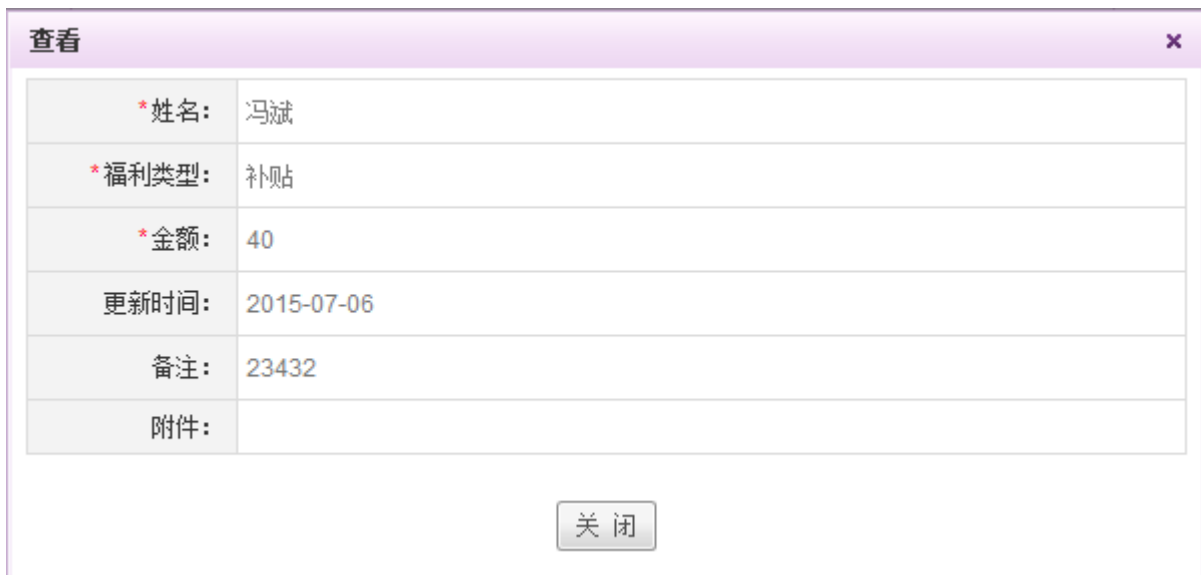 查看
*姓名： 冯斌
*福利类型： 补贴
*金额： 40
更新时间： 2015-07-06
备注： 23432
附件：
关 闭